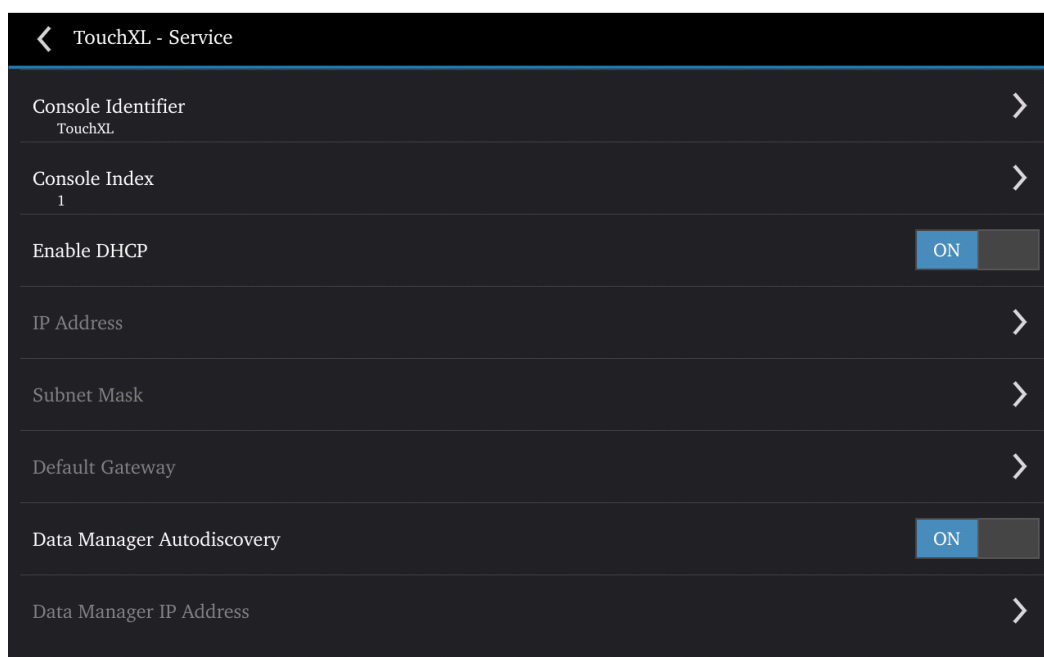 TouchXL - Service
Console Identifier
TouchXL
Console Index
1
Enable DHCP ON
IP Address
Subnet Mask
Default Gateway
Data Manager Autodiscovery ON
Data Manager IP Address